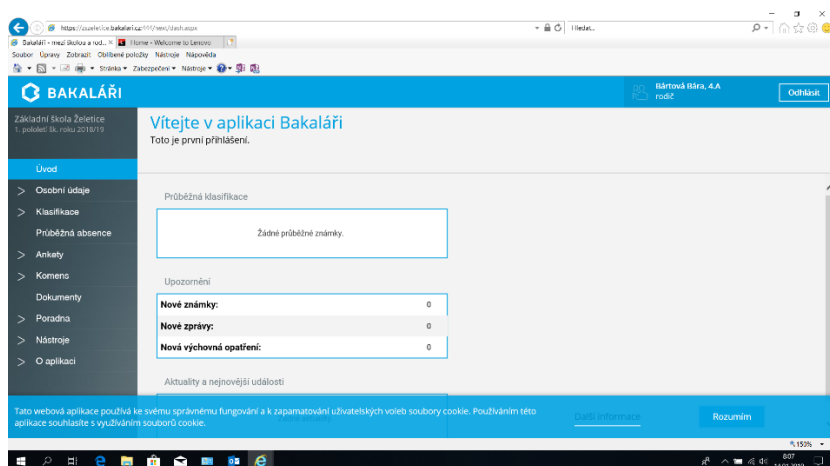 https://zszeletice.bakalari.cz:444/next/dash.aspx
Hledat...
Bakaláři - mezi školou a rod...
Home - Welcome to Lenovo
Soubor Úpravy Zobrazit Oblíbené položky Nástroje Nápověda
Stránka Zabezpečení Nástroje
BAKALÁŘI
Bártová Bára, 4.A
rodič
Odhlásit
Základní škola Želetice
1. pololetí šk. roku 2018/19
Vítejte v aplikaci Bakaláři
Toto je první přihlášení.
Úvod
> Osobní údaje
> Klasifikace
Průběžná absence
> Ankety
> Komens
Dokumenty
> Poradna
> Nástroje
> O aplikaci
Průběžná klasifikace
Žádné průběžné známky.
Upozornění
Nové známky: 0
Nové zprávy: 0
Nová výchovná opatření: 0
Aktuality a nejnovější události
Tato webová aplikace používá ke svému správnému fungování a k zapamatování uživatelských voleb soubory cookie. Používáním této
aplikace souhlasíte s využíváním souborů cookie.
Další informace
Rozumím
150%
8:07
14.01.2019